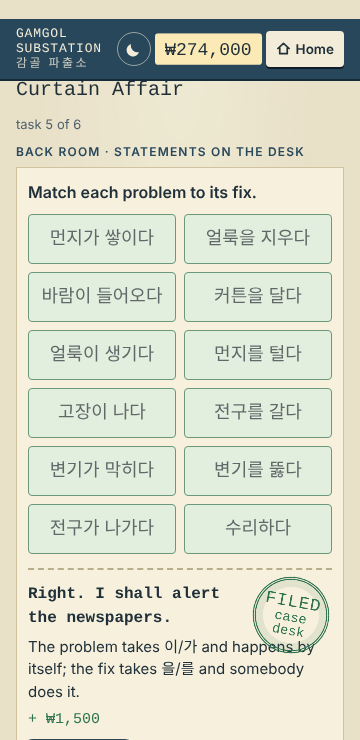 GAMGOL
SUBSTATION
감골 파출소
₩274,000
Home
Curtain Affair
task 5 of 6
BACK ROOM · STATEMENTS ON THE DESK
Match each problem to its fix.
먼지가 쌓이다
얼룩을 지우다
바람이 들어오다
커튼을 달다
얼룩이 생기다
먼지를 털다
고장이 나다
전구를 갈다
변기가 막히다
변기를 뚫다
전구가 나가다
수리하다
Right. I shall alert
the newspapers.
FILED
case
desk
The problem takes 이/가 and happens by
itself; the fix takes 을/를 and somebody
does it.
+ ₩1,500